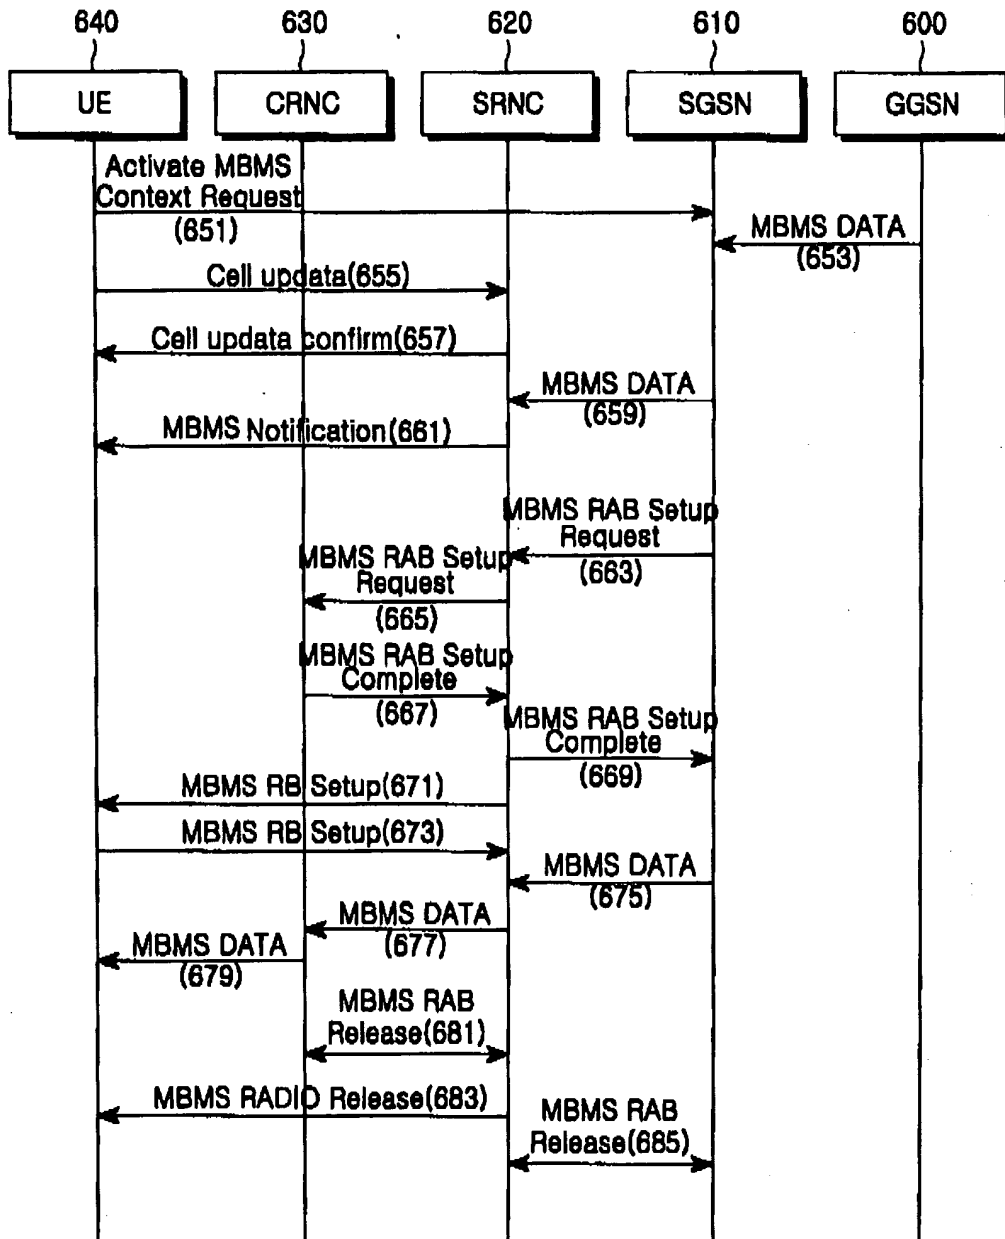 640 630 620 610 600
UE CRNC SRNC SGSN GGSN
Activate MBMS
Context Request
(651)
MBMS DATA
(653)
Cell updata(655)
Cell updata confirm(657)
MBMS DATA
(659)
MBMS Notification(661)
MBMS RAB Setup
Request
(663)
MBMS RAB Setup
Request
(665)
MBMS RAB Setup
Complete
(667)
MBMS RAB Setup
Complete
(669)
MBMS RB Setup(671)
MBMS RB Setup(673)
MBMS DATA
(675)
MBMS DATA
(677)
MBMS DATA
(679)
MBMS RAB
Release(681)
MBMS RADIO Release(683)
MBMS RAB
Release(685)